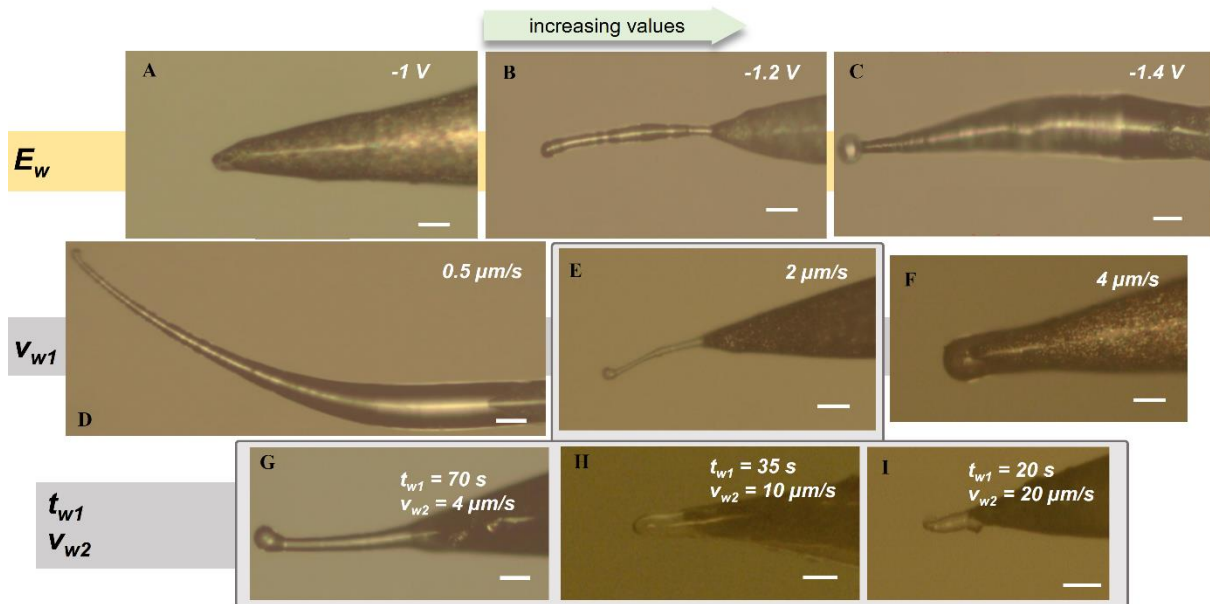 increasing values
A
-1 V
B
-1.2 V
C
-1.4 V
E_w
D
0.5 µm/s
E
2 µm/s
F
4 µm/s
v_w1
G
t_w1 = 70 s
v_w2 = 4 µm/s
H
t_w1 = 35 s
v_w2 = 10 µm/s
I
t_w1 = 20 s
v_w2 = 20 µm/s
t_w1
v_w2